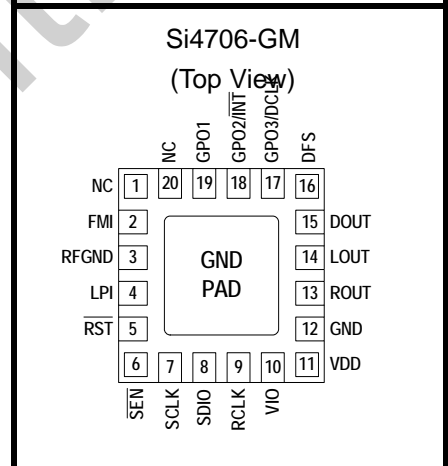 Si4706-GM
(Top View)
NC
GPO1
GPO2/INT
GPO3/DCLK
DFS
20 19 18 17 16
NC 1
FMI 2
RFGND 3
LPI 4
RST 5
GND
PAD
15 DOUT
14 LOUT
13 ROUT
12 GND
11 VDD
6 7 8 9 10
SEN
SCLK
SDIO
RCLK
VIO